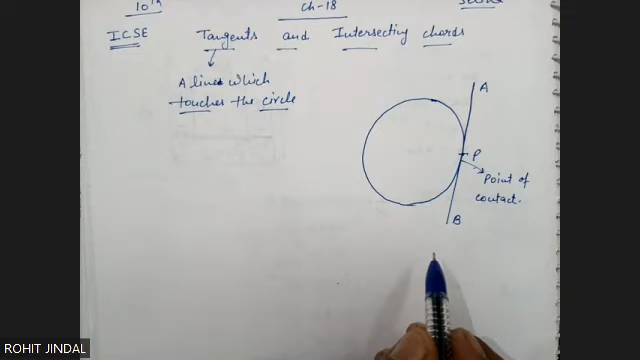 10th
Ch-18
ICSE
Tangents and Intersecting chords
A line which
touches the circle
A
P
Point of
contact.
B
ROHIT JINDAL